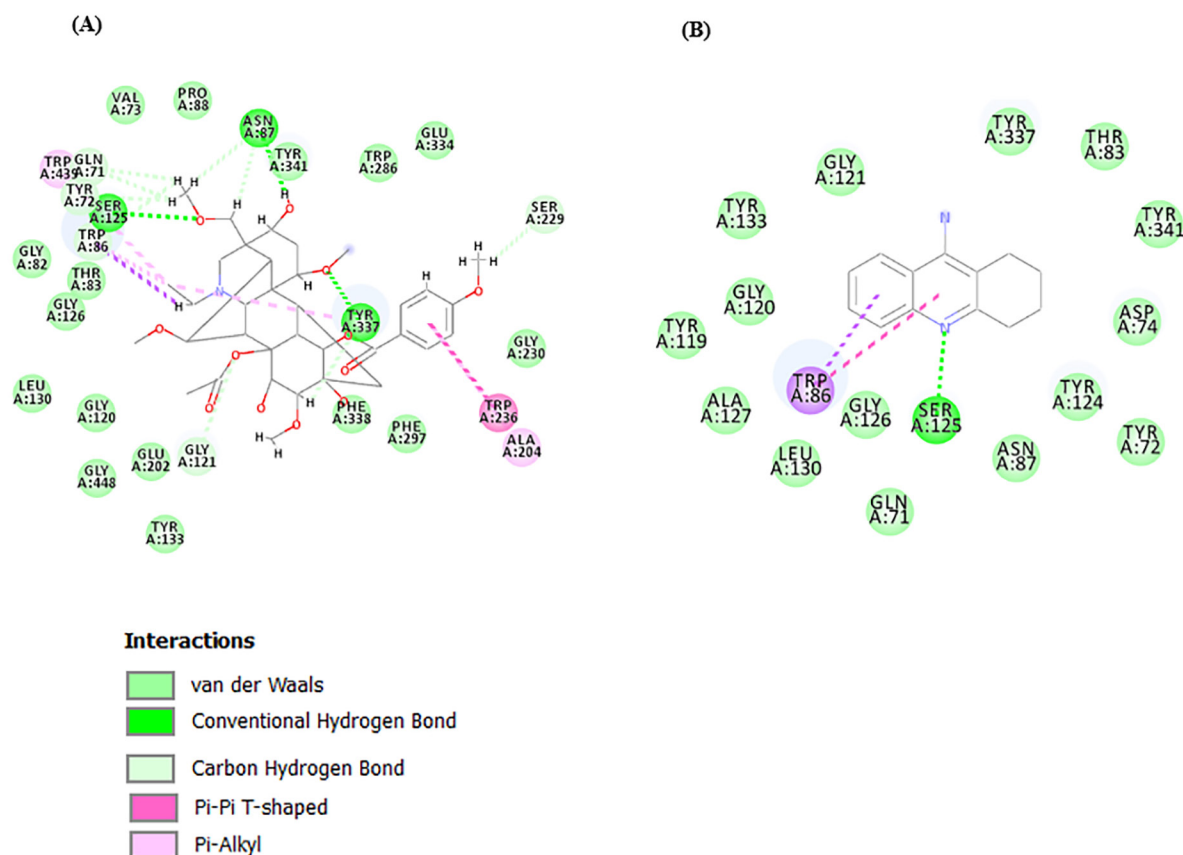 (A)
(B)
VAL
A:73
PRO
A:88
ASN
A:87
TYR
A:341
TRP
A:286
GLU
A:334
TRP
A:439
GLN
A:71
TYR
A:72
SER
A:125
TRP
A:86
GLY
A:82
THR
A:83
GLY
A:126
SER
A:229
TYR
A:337
GLY
A:230
LEU
A:130
GLY
A:120
GLU
A:202
GLY
A:121
GLY
A:448
TYR
A:133
PHE
A:338
PHE
A:297
TRP
A:236
ALA
A:204
H
H
H
O
H
H
O
N
H
H
O
H
H
H
O
H
O
O
O
O
O
O
O
H
O
H
H
H
TYR
A:337
THR
A:83
GLY
A:121
TYR
A:133
TYR
A:341
GLY
A:120
TYR
A:119
ASP
A:74
TRP
A:86
TYR
A:124
ALA
A:127
GLY
A:126
SER
A:125
TYR
A:72
LEU
A:130
ASN
A:87
GLN
A:71
N
N
Interactions
van der Waals
Conventional Hydrogen Bond
Carbon Hydrogen Bond
Pi-Pi T-shaped
Pi-Alkyl